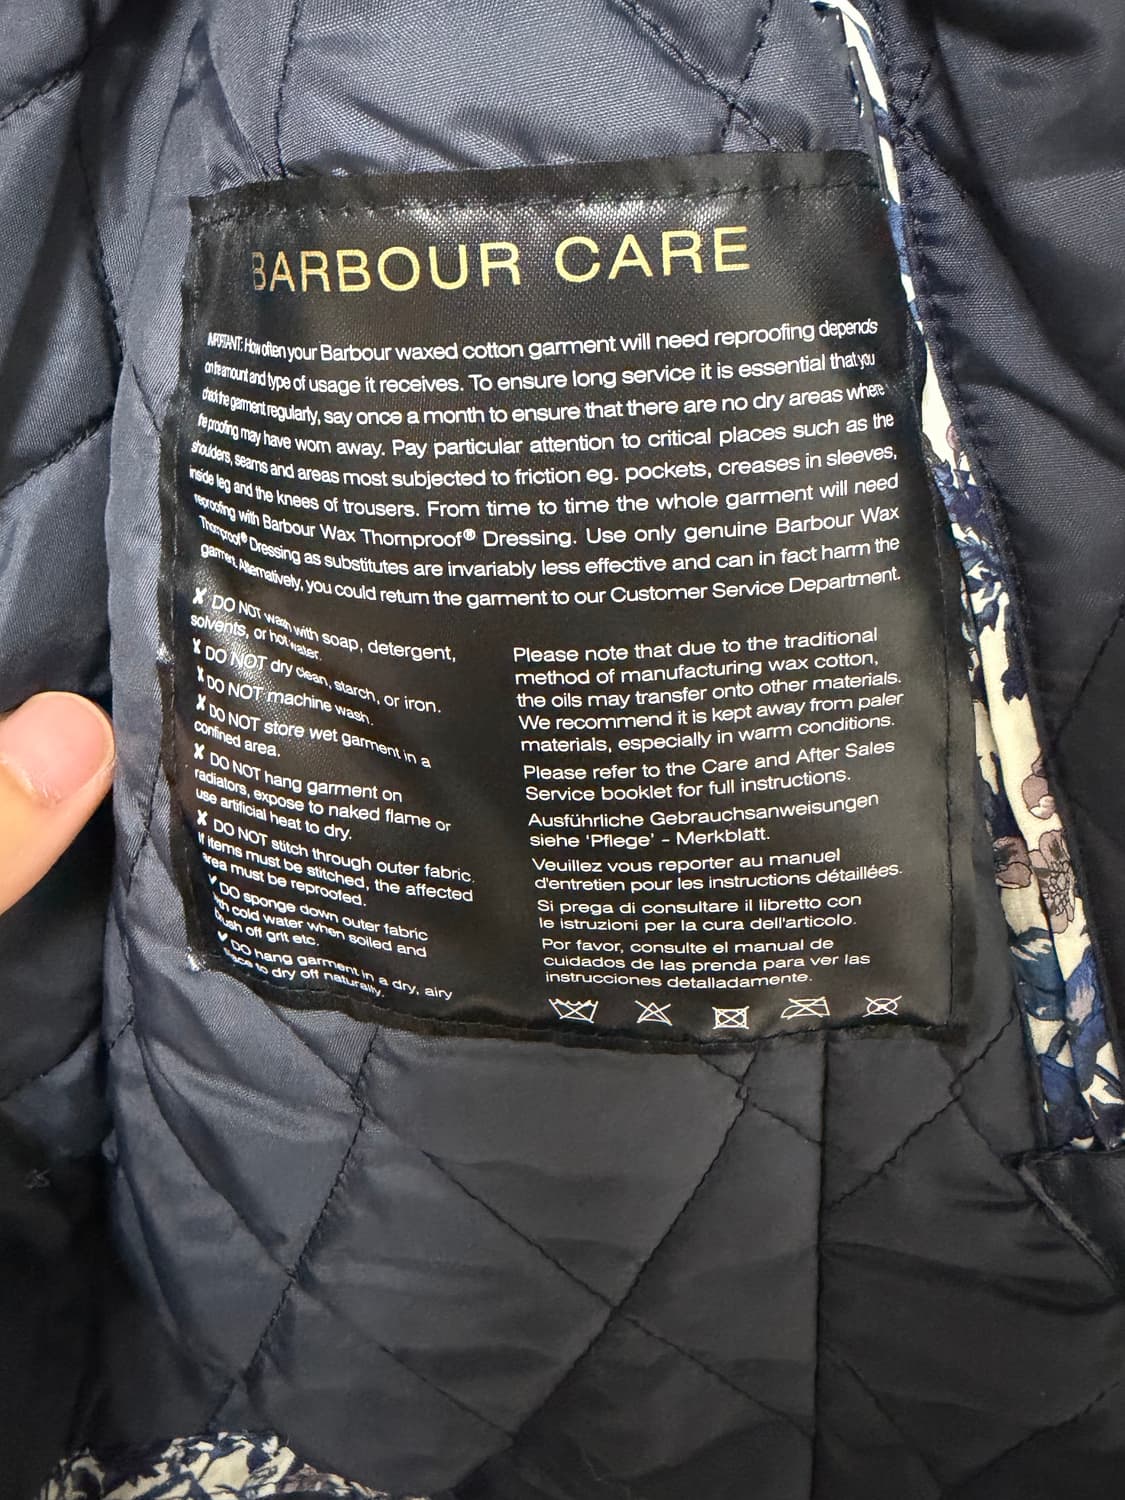 BARBOUR CARE
IMPORTANT: How often your Barbour waxed cotton garment will need reproofing depends
on the amount and type of usage it receives. To ensure long service it is essential that you
check the garment regularly, say once a month to ensure that there are no dry areas where
the proofing may have worn away. Pay particular attention to critical places such as the
shoulders, seams and areas most subjected to friction eg. pockets, creases in sleeves,
inside leg and the knees of trousers. From time to time the whole garment will need
reproofing with Barbour Wax Thornproof® Dressing. Use only genuine Barbour Wax
Thornproof® Dressing as substitutes are invariably less effective and can in fact harm the
garment. Alternatively, you could return the garment to our Customer Service Department.
✗ DO NOT wash with soap, detergent,
solvents, or hot water.
✗ DO NOT dry clean, starch, or iron.
✗ DO NOT machine wash.
✗ DO NOT store wet garment in a
confined area.
✗ DO NOT hang garment on
radiators, expose to naked flame or
use artificial heat to dry.
✗ DO NOT stitch through outer fabric.
If items must be stitched, the affected
area must be reproofed.
✓ DO sponge down outer fabric
with cold water when soiled and
brush off grit etc.
✓ DO hang garment in a dry, airy
space to dry off naturally.
Please note that due to the traditional
method of manufacturing wax cotton,
the oils may transfer onto other materials.
We recommend it is kept away from paler
materials, especially in warm conditions.
Please refer to the Care and After Sales
Service booklet for full instructions.
Ausführliche Gebrauchsanweisungen
siehe 'Pflege' - Merkblatt.
Veuillez vous reporter au manuel
d'entretien pour les instructions détaillées.
Si prega di consultare il libretto con
le istruzioni per la cura dell'articolo.
Por favor, consulte el manual de
cuidados de las prenda para ver las
instrucciones detalladamente.